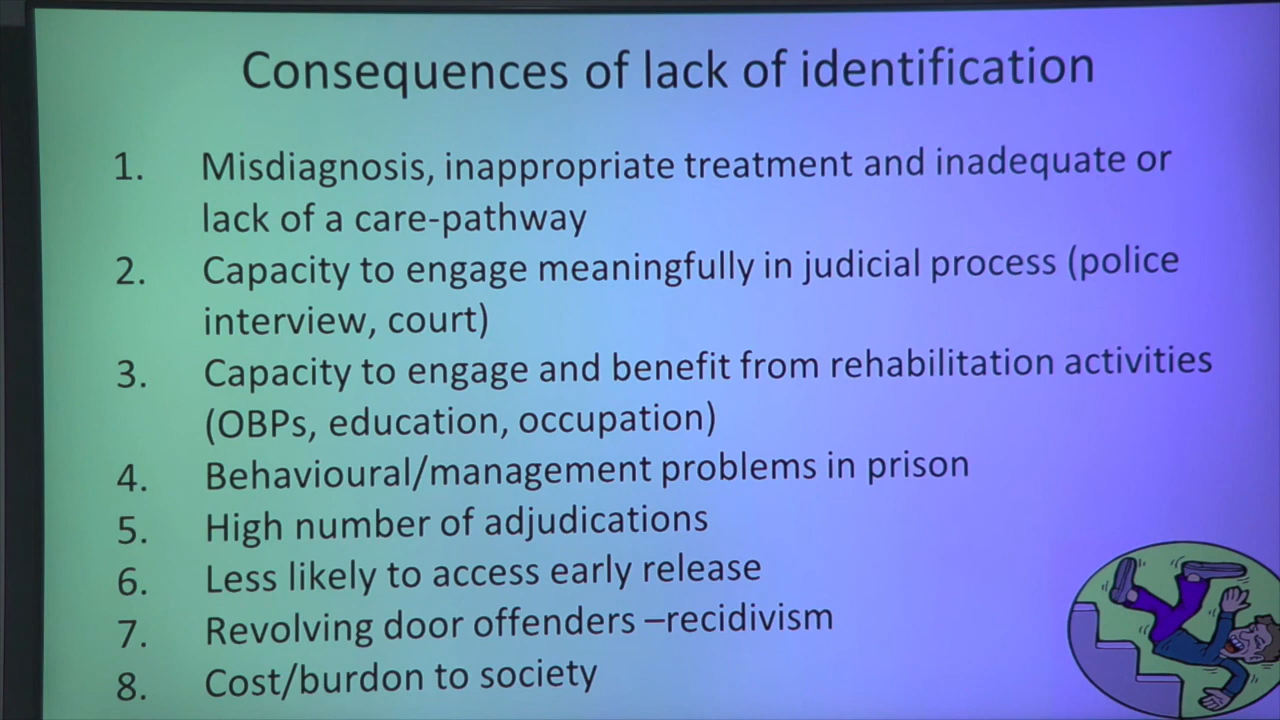 Consequences of lack of identification
1. Misdiagnosis, inappropriate treatment and inadequate or
lack of a care-pathway
2. Capacity to engage meaningfully in judicial process (police
interview, court)
3. Capacity to engage and benefit from rehabilitation activities
(OBPs, education, occupation)
4. Behavioural/management problems in prison
5. High number of adjudications
6. Less likely to access early release
7. Revolving door offenders –recidivism
8. Cost/burdon to society